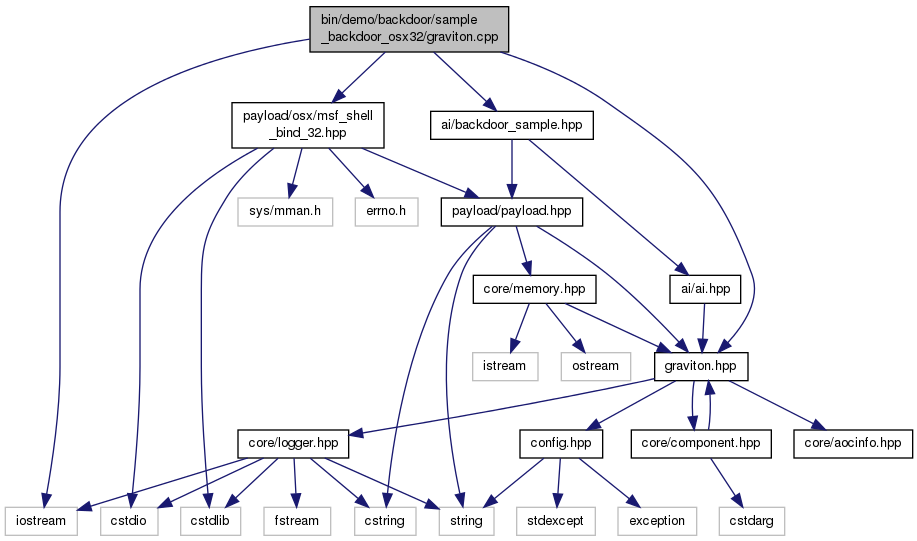 bin/demo/backdoor/sample
_backdoor_osx32/graviton.cpp
payload/osx/msf_shell
_bind_32.hpp
ai/backdoor_sample.hpp
sys/mman.h
errno.h
payload/payload.hpp
core/memory.hpp
ai/ai.hpp
istream
ostream
graviton.hpp
core/logger.hpp
config.hpp
core/component.hpp
core/aocinfo.hpp
iostream
cstdio
cstdlib
fstream
cstring
string
stdexcept
exception
cstdarg